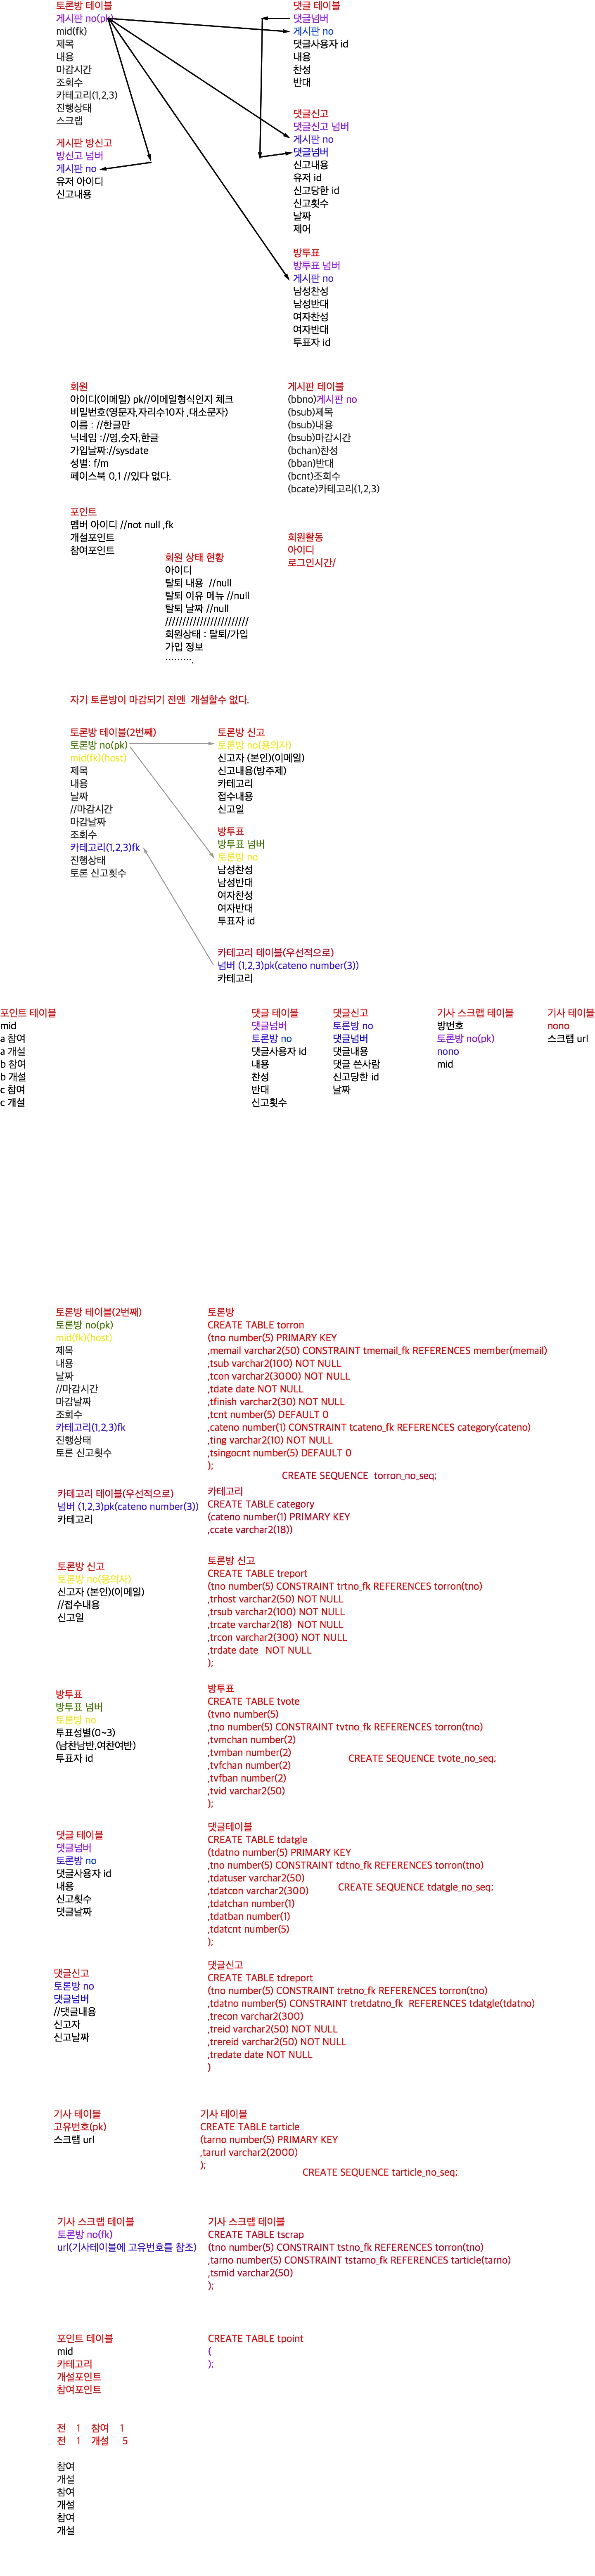 토론방 테이블
게시판 no(pk)
mid(fk)
제목
내용
마감시간
조회수
카테고리(1,2,3)
진행상태
스크랩
게시판 방신고
방신고 넘버
게시판 no
유저 아이디
신고내용
댓글 테이블
댓글넘버
게시판 no
댓글사용자 id
내용
찬성
반대
댓글신고
댓글신고 넘버
게시판 no
댓글넘버
신고내용
유저 id
신고당한 id
신고횟수
날짜
제어
방투표
방투표 넘버
게시판 no
남성찬성
남성반대
여자찬성
여자반대
투표자 id
회원
아이디(이메일) pk//이메일형식인지 체크
비밀번호(영문자,자리수10자 ,대소문자)
이름 : //한글만
닉네임 ://영,숫자,한글
가입날짜://sysdate
성별: f/m
페이스북 0,1 //있다 없다.
게시판 테이블
(bbno)게시판 no
(bsub)제목
(bsub)내용
(bsub)마감시간
(bchan)찬성
(bban)반대
(bcnt)조회수
(bcate)카테고리(1,2,3)
포인트
멤버 아이디 //not null ,fk
개설포인트
참여포인트
회원활동
아이디
로그인시간/
회원 상태 현황
아이디
탈퇴 내용  //null
탈퇴 이유 메뉴 //null
탈퇴 날짜 //null
////////////////////////
회원상태 : 탈퇴/가입
가입 정보
..........
자기 토론방이 마감되기 전엔  개설할수 없다.
토론방 테이블(2번째)
토론방 no(pk)
mid(fk)(host)
제목
내용
날짜
//마감시간
마감날짜
조회수
카테고리(1,2,3)fk
진행상태
토론 신고횟수
토론방 신고
토론방 no(용의자)
신고자 (본인)(이메일)
신고내용(방주제)
카테고리
접수내용
신고일
방투표
방투표 넘버
토론방 no
남성찬성
남성반대
여자찬성
여자반대
투표자 id
카테고리 테이블(우선적으로)
넘버 (1,2,3)pk(cateno number(3))
카테고리
포인트 테이블
mid
a 참여
a 개설
b 참여
b 개설
c 참여
c 개설
댓글 테이블
댓글넘버
토론방 no
댓글사용자 id
내용
찬성
반대
신고횟수
댓글신고
토론방 no
댓글넘버
댓글내용
댓글 쓴사람
신고당한 id
날짜
기사 스크랩 테이블
방번호
토론방 no(pk)
nono
mid
기사 테이블
nono
스크랩 url
토론방 테이블(2번째)
토론방 no(pk)
mid(fk)(host)
제목
내용
날짜
//마감시간
마감날짜
조회수
카테고리(1,2,3)fk
진행상태
토론 신고횟수
토론방
CREATE TABLE torron
(tno number(5) PRIMARY KEY
,memail varchar2(50) CONSTRAINT tmemail_fk REFERENCES member(memail)
,tsub varchar2(100) NOT NULL
,tcon varchar2(3000) NOT NULL
,tdate date NOT NULL
,tfinish varchar2(30) NOT NULL
,tcnt number(5) DEFAULT 0
,cateno number(1) CONSTRAINT tcateno_fk REFERENCES category(cateno)
,ting varchar2(10) NOT NULL
,tsingocnt number(5) DEFAULT 0
);
CREATE SEQUENCE  torron_no_seq;
카테고리 테이블(우선적으로)
넘버 (1,2,3)pk(cateno number(3))
카테고리
카테고리
CREATE TABLE category
(cateno number(1) PRIMARY KEY
,ccate varchar2(18))
토론방 신고
토론방 no(용의자)
신고자 (본인)(이메일)
//접수내용
신고일
토론방 신고
CREATE TABLE treport
(tno number(5) CONSTRAINT trtno_fk REFERENCES torron(tno)
,trhost varchar2(50) NOT NULL
,trsub varchar2(100) NOT NULL
,trcate varchar2(18)  NOT NULL
,trcon varchar2(300) NOT NULL
,trdate date   NOT NULL
);
방투표
방투표 넘버
토론방 no
투표성별(0~3)
(남찬남반,여찬여반)
투표자 id
방투표
CREATE TABLE tvote
(tvno number(5)
,tno number(5) CONSTRAINT tvtno_fk REFERENCES torron(tno)
,tvmchan number(2)
,tvmban number(2)
,tvfchan number(2)
,tvfban number(2)
,tvid varchar2(50)
);
CREATE SEQUENCE tvote_no_seq;
댓글 테이블
댓글넘버
토론방 no
댓글사용자 id
내용
신고횟수
댓글날짜
댓글테이블
CREATE TABLE tdatgle
(tdatno number(5) PRIMARY KEY
,tno number(5) CONSTRAINT tdtno_fk REFERENCES torron(tno)
,tdatuser varchar2(50)
,tdatcon varchar2(300)
,tdatchan number(1)
,tdatban number(1)
,tdatcnt number(5)
);
CREATE SEQUENCE tdatgle_no_seq;
댓글신고
토론방 no
댓글넘버
//댓글내용
신고자
신고날짜
댓글신고
CREATE TABLE tdreport
(tno number(5) CONSTRAINT tretno_fk REFERENCES torron(tno)
,tdatno number(5) CONSTRAINT tretdatno_fk  REFERENCES tdatgle(tdatno)
,trecon varchar2(300)
,treid varchar2(50) NOT NULL
,trereid varchar2(50) NOT NULL
,tredate date NOT NULL
)
기사 테이블
고유번호(pk)
스크랩 url
기사 테이블
CREATE TABLE tarticle
(tarno number(5) PRIMARY KEY
,tarurl varchar2(2000)
);
CREATE SEQUENCE tarticle_no_seq;
기사 스크랩 테이블
토론방 no(fk)
url(기사테이블에 고유번호를 참조)
기사 스크랩 테이블
CREATE TABLE tscrap
(tno number(5) CONSTRAINT tstno_fk REFERENCES torron(tno)
,tarno number(5) CONSTRAINT tstarno_fk REFERENCES tarticle(tarno)
,tsmid varchar2(50)
);
포인트 테이블
mid
카테고리
개설포인트
참여포인트
CREATE TABLE tpoint
(
);
전    1    참여    1
전    1    개설     5
참여
개설
참여
개설
참여
개설